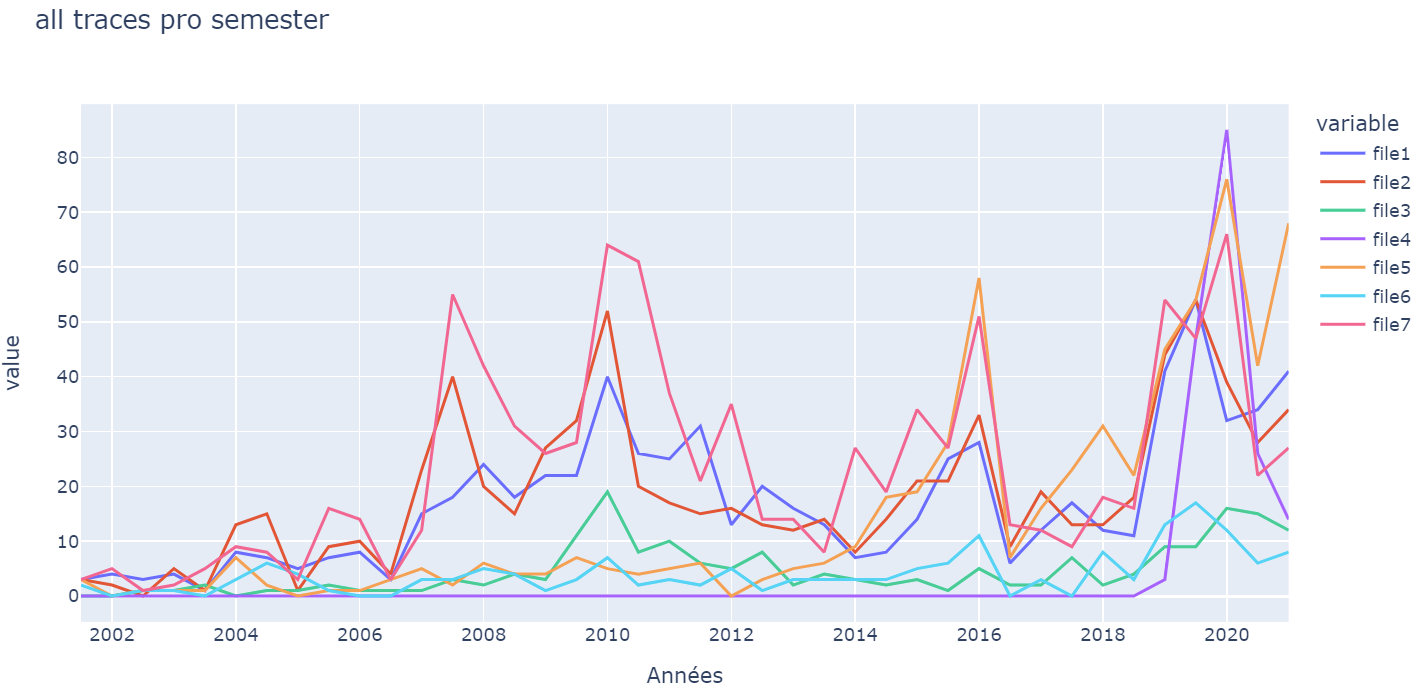 all traces pro semester
variable
file1
file2
file3
file4
file5
file6
file7
value
80
70
60
50
40
30
20
10
0
2002 2004 2006 2008 2010 2012 2014 2016 2018 2020
Années